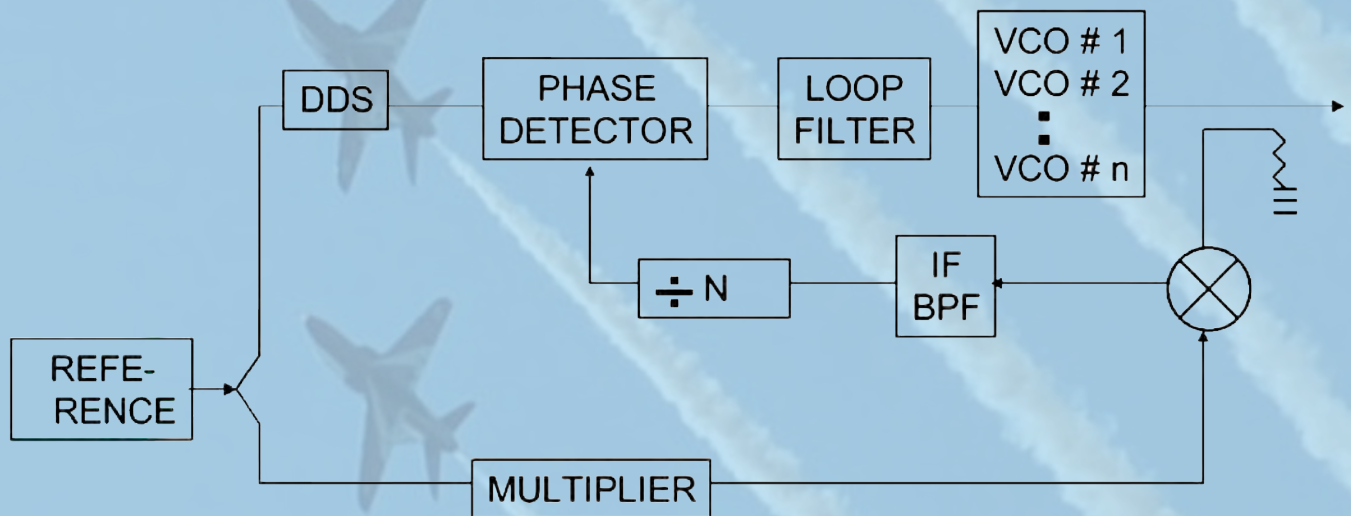 DDS
PHASE
DETECTOR
LOOP
FILTER
VCO # 1
VCO # 2
:
VCO # n
÷ N
IF
BPF
REFE-
RENCE
MULTIPLIER